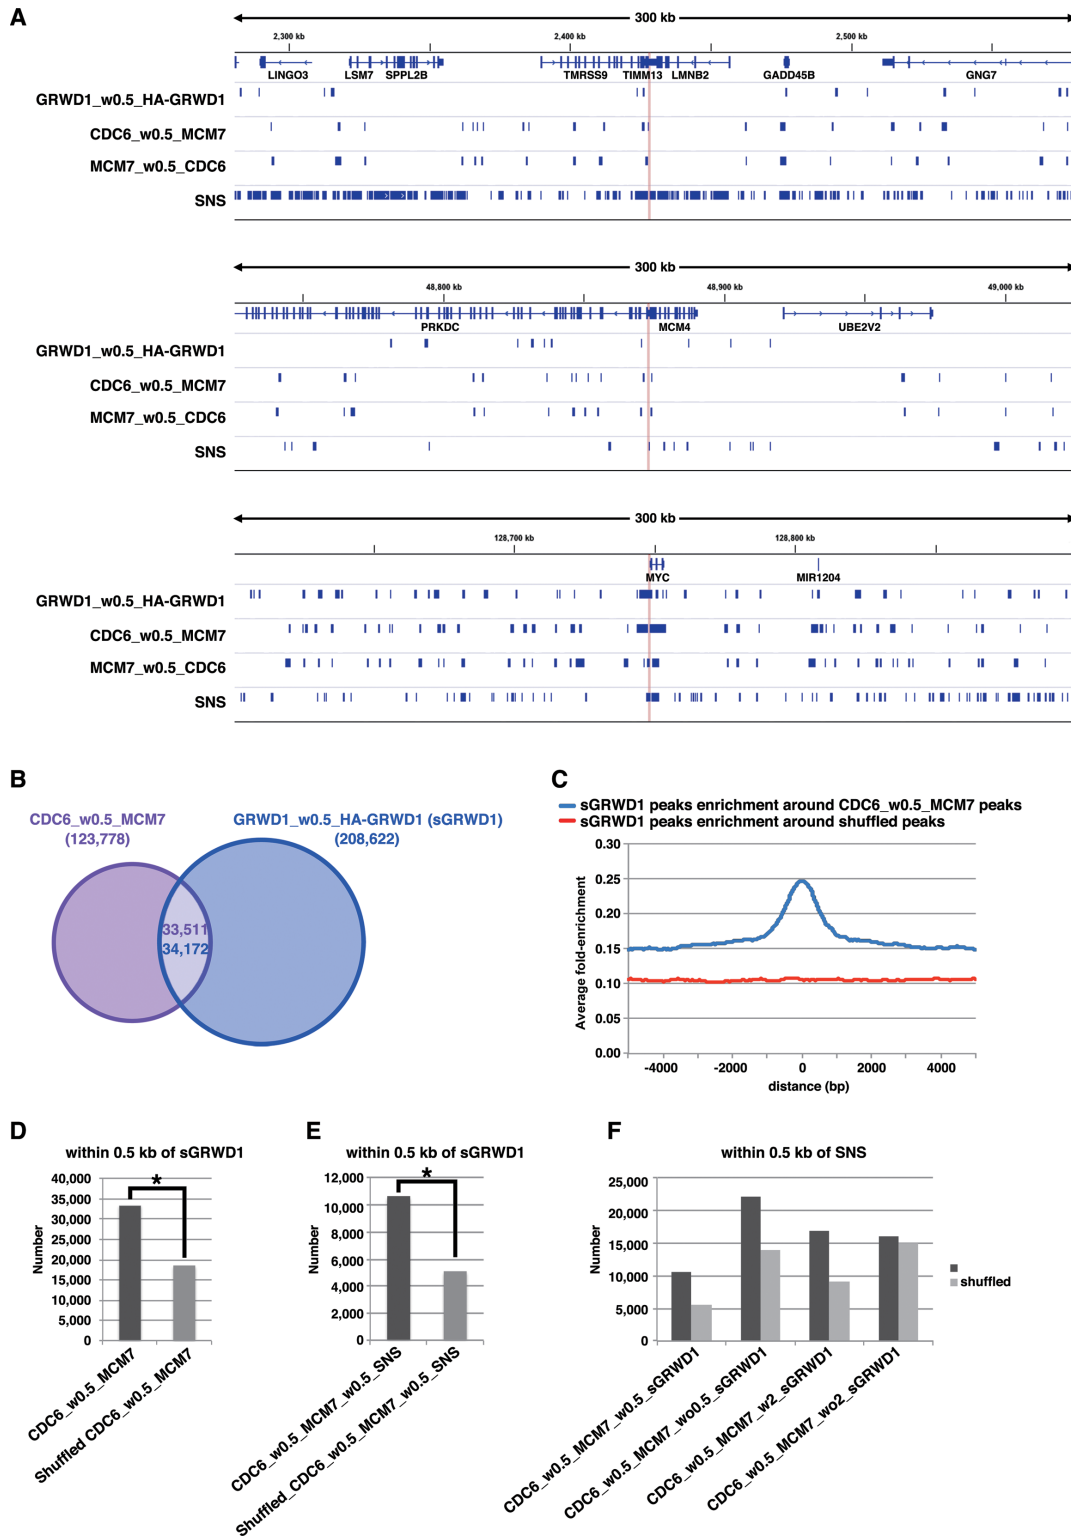 A
300 kb
2,300 kb 2,400 kb 2,500 kb
LINGO3 LSM7 SPPL2B TMRSS9 TIMM13 LMNB2 GADD45B GNG7
GRWD1_w0.5_HA-GRWD1
CDC6_w0.5_MCM7
MCM7_w0.5_CDC6
SNS
300 kb
48,800 kb 48,900 kb 49,000 kb
PRKDC MCM4 UBE2V2
GRWD1_w0.5_HA-GRWD1
CDC6_w0.5_MCM7
MCM7_w0.5_CDC6
SNS
300 kb
128,700 kb 128,800 kb
MYC MIR1204
GRWD1_w0.5_HA-GRWD1
CDC6_w0.5_MCM7
MCM7_w0.5_CDC6
SNS
B
CDC6_w0.5_MCM7
(123,778)
GRWD1_w0.5_HA-GRWD1 (sGRWD1)
(208,622)
33,511
34,172
C
sGRWD1 peaks enrichment around CDC6_w0.5_MCM7 peaks
sGRWD1 peaks enrichment around shuffled peaks
Average fold-enrichment
0.30
0.25
0.20
0.15
0.10
0.05
0.00
-4000 -2000 0 2000 4000
distance (bp)
D
within 0.5 kb of sGRWD1
Number
40,000
35,000
30,000
25,000
20,000
15,000
10,000
5,000
0
*
CDC6_w0.5_MCM7
Shuffled CDC6_w0.5_MCM7
E
within 0.5 kb of sGRWD1
Number
12,000
10,000
8,000
6,000
4,000
2,000
0
*
CDC6_w0.5_MCM7_w0.5_SNS
Shuffled_CDC6_w0.5_MCM7_w0.5_SNS
F
within 0.5 kb of SNS
Number
25,000
20,000
15,000
10,000
5,000
0
shuffled
CDC6_w0.5_MCM7_w0.5_sGRWD1
CDC6_w0.5_MCM7_wo0.5_sGRWD1
CDC6_w0.5_MCM7_w2_sGRWD1
CDC6_w0.5_MCM7_wo2_sGRWD1